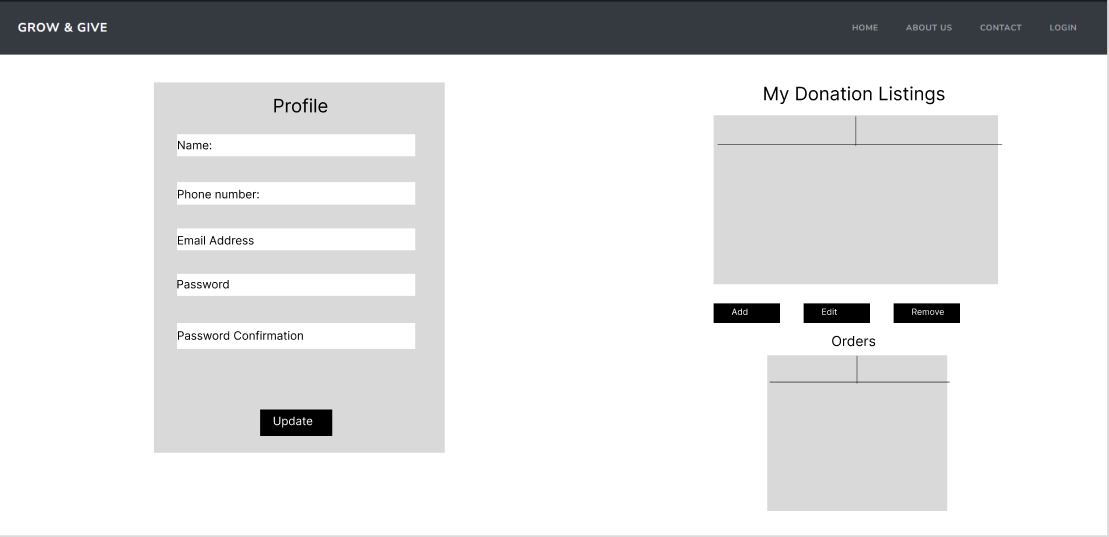 GROW & GIVE
HOME ABOUT US CONTACT LOGIN
Profile
Name:
Phone number:
Email Address
Password
Password Confirmation
Update
My Donation Listings
Add Edit Remove
Orders